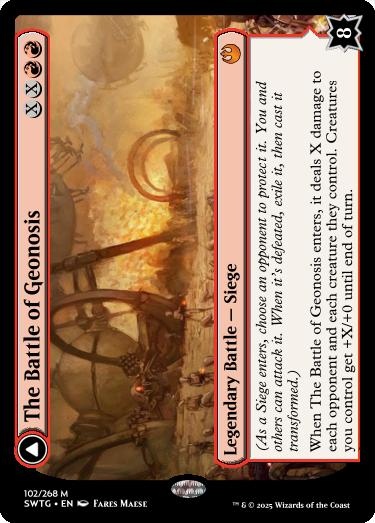 The Battle of Geonosis XXRR
Legendary Battle – Siege
(As a Siege enters, choose an opponent to protect it. You and
others can attack it. When it's defeated, exile it, then cast it
transformed.)
When The Battle of Geonosis enters, it deals X damage to
each opponent and each creature they control. Creatures
you control get +X/+0 until end of turn.
8
102/268 M
SWTG • EN Fares Maese
™ & © 2025 Wizards of the Coast